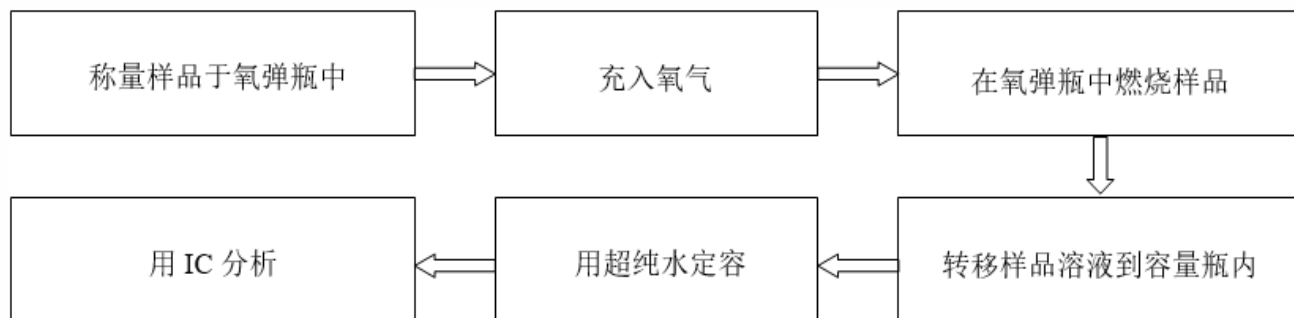 称量样品于氧弹瓶中
充入氧气
在氧弹瓶中燃烧样品
转移样品溶液到容量瓶内
用超纯水定容
用 IC 分析